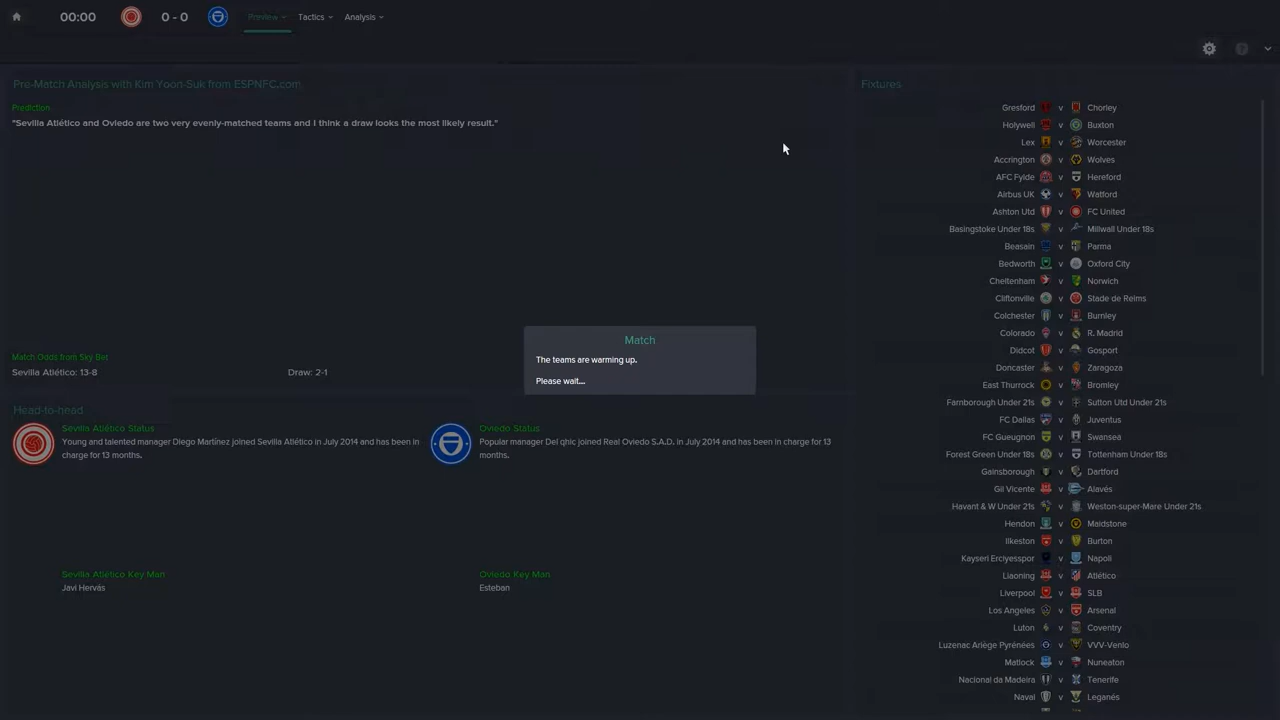 00:00
0 - 0
Preview
Tactics
Analysis
Pre-Match Analysis with Kim Yoon-Suk from ESPNFC.com
Prediction
"Sevilla Atlético and Oviedo are two very evenly-matched teams and I think a draw looks the most likely result."
Match Odds from Sky Bet
Sevilla Atlético: 13-8
Draw: 2-1
Match
The teams are warming up.
Please wait...
Head-to-head
Sevilla Atlético Status
Young and talented manager Diego Martínez joined Sevilla Atlético in July 2014 and has been in
charge for 13 months.
Oviedo Status
Popular manager Del qhic joined Real Oviedo S.A.D. in July 2014 and has been in charge for 13
months.
Sevilla Atlético Key Man
Javi Hervás
Oviedo Key Man
Esteban
Fixtures
Gresford v Chorley
Holywell v Buxton
Lex v Worcester
Accrington v Wolves
AFC Fylde v Hereford
Airbus UK v Watford
Ashton Utd v FC United
Basingstoke Under 18s v Millwall Under 18s
Beasain v Parma
Bedworth v Oxford City
Cheltenham v Norwich
Cliftonville v Stade de Reims
Colchester v Burnley
Colorado v R. Madrid
Didcot v Gosport
Doncaster v Zaragoza
East Thurrock v Bromley
Farnborough Under 21s v Sutton Utd Under 21s
FC Dallas v Juventus
FC Gueugnon v Swansea
Forest Green Under 18s v Tottenham Under 18s
Gainsborough v Dartford
Gil Vicente v Alavés
Havant & W Under 21s v Weston-super-Mare Under 21s
Hendon v Maidstone
Ilkeston v Burton
Kayseri Erciyesspor v Napoli
Liaoning v Atlético
Liverpool v SLB
Los Angeles v Arsenal
Luton v Coventry
Luzenac Ariège Pyrénées v VVV-Venlo
Matlock v Nuneaton
Nacional da Madeira v Tenerife
Naval v Leganés